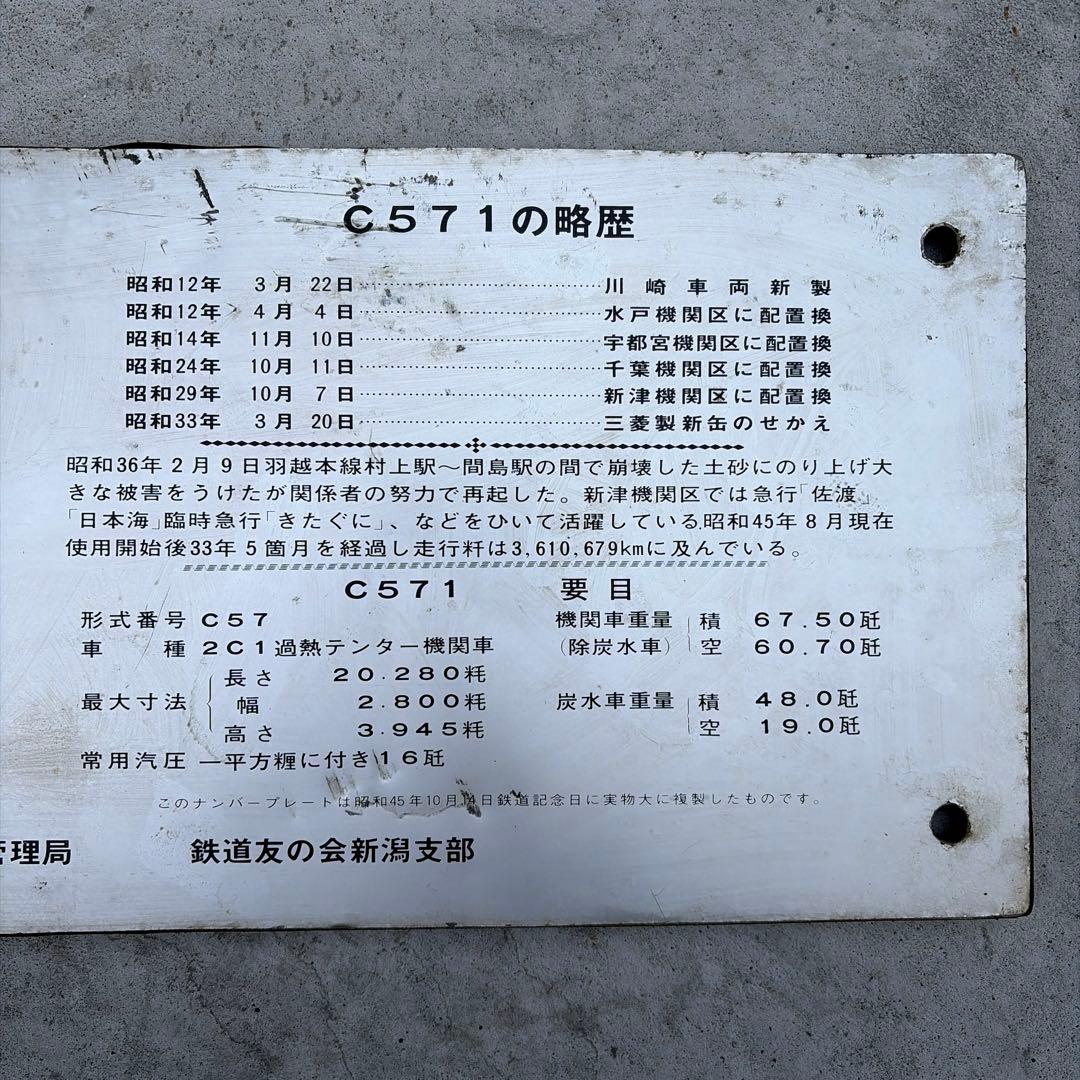 C571の略歴
昭和12年 3月 22日……………………川崎車両新製
昭和12年 4月 4日……………………水戸機関区に配置換
昭和14年 11月 10日……………………宇都宮機関区に配置換
昭和24年 10月 11日……………………千葉機関区に配置換
昭和29年 10月 7日……………………新津機関区に配置換
昭和33年 3月 20日……………………三菱製新缶のせかえ
昭和36年2月9日羽越本線村上駅〜間島駅の間で崩壊した土砂にのり上げ大
きな被害をうけたが関係者の努力で再起した。新津機関区では急行「佐渡」
「日本海」臨時急行「きたぐに」、などをひいて活躍している.昭和45年8月現在
使用開始後33年5箇月を経過し走行粁は3,610,679kmに及んでいる。
C571 要目
形式番号 C57
車種 2C1過熱テンター機関車
最大寸法 長さ 20.280粍
幅 2.800粍
高さ 3.945粍
常用汽圧 一平方糎に付き16瓩
機関車重量 積 67.50瓩
(除炭水車) 空 60.70瓩
炭水車重量 積 48.0瓩
空 19.0瓩
このナンバープレートは昭和45年10月14日鉄道記念日に実物大に複製したものです。
管理局 鉄道友の会新潟支部